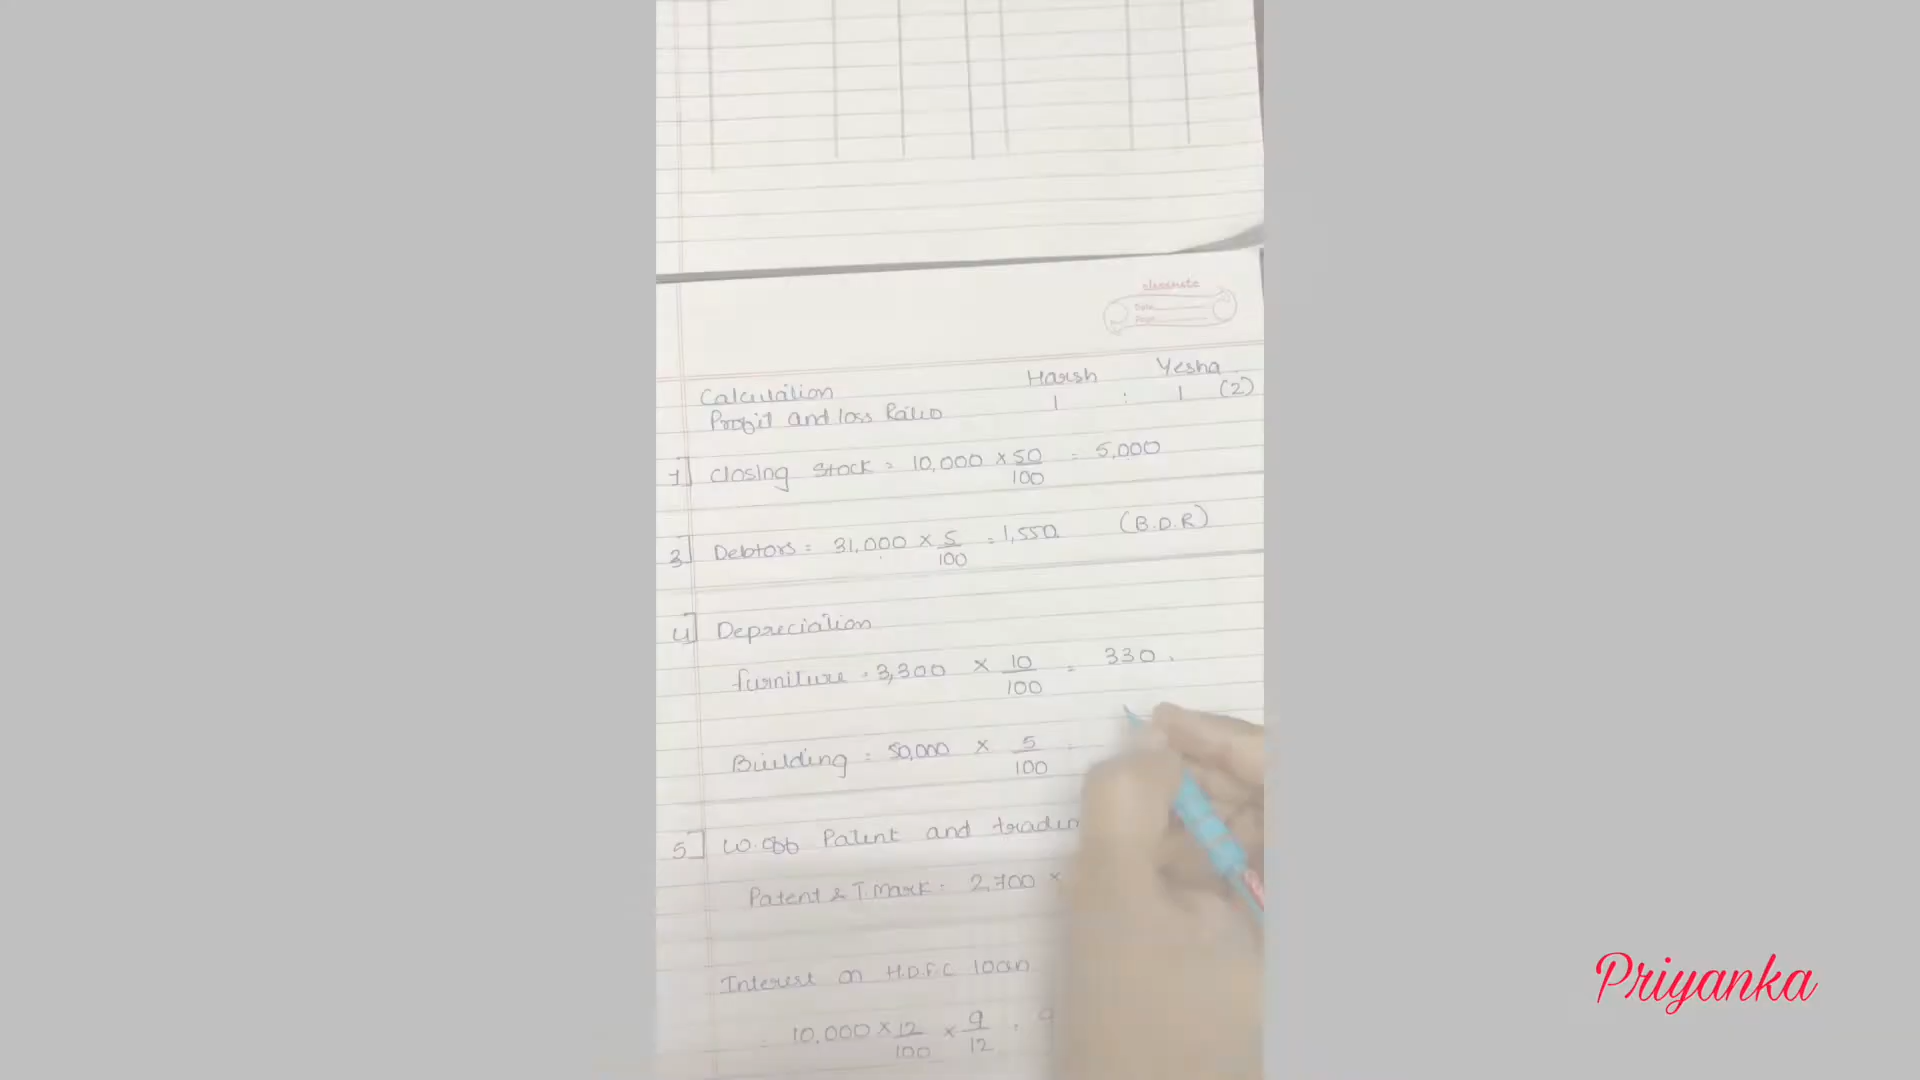 classmate
Date
Page
Harsh Yesha
Calculation
Profit and loss Ratio 1 : 1 (2)
1] Closing Stock = 10,000 × 50/100 = 5,000
3] Debtors = 31,000 × 5/100 = 1,550 (B.D.R)
4] Depreciation
furniture = 3,300 × 10/100 = 330.
Building = 50,000 × 5/100 =
5] W.off Patent and
Patent & T.Mark = 2,700 ×
Interest on H.D.F.C loan
= 10,000 × 12/100 × 9/12 =
Priyanka